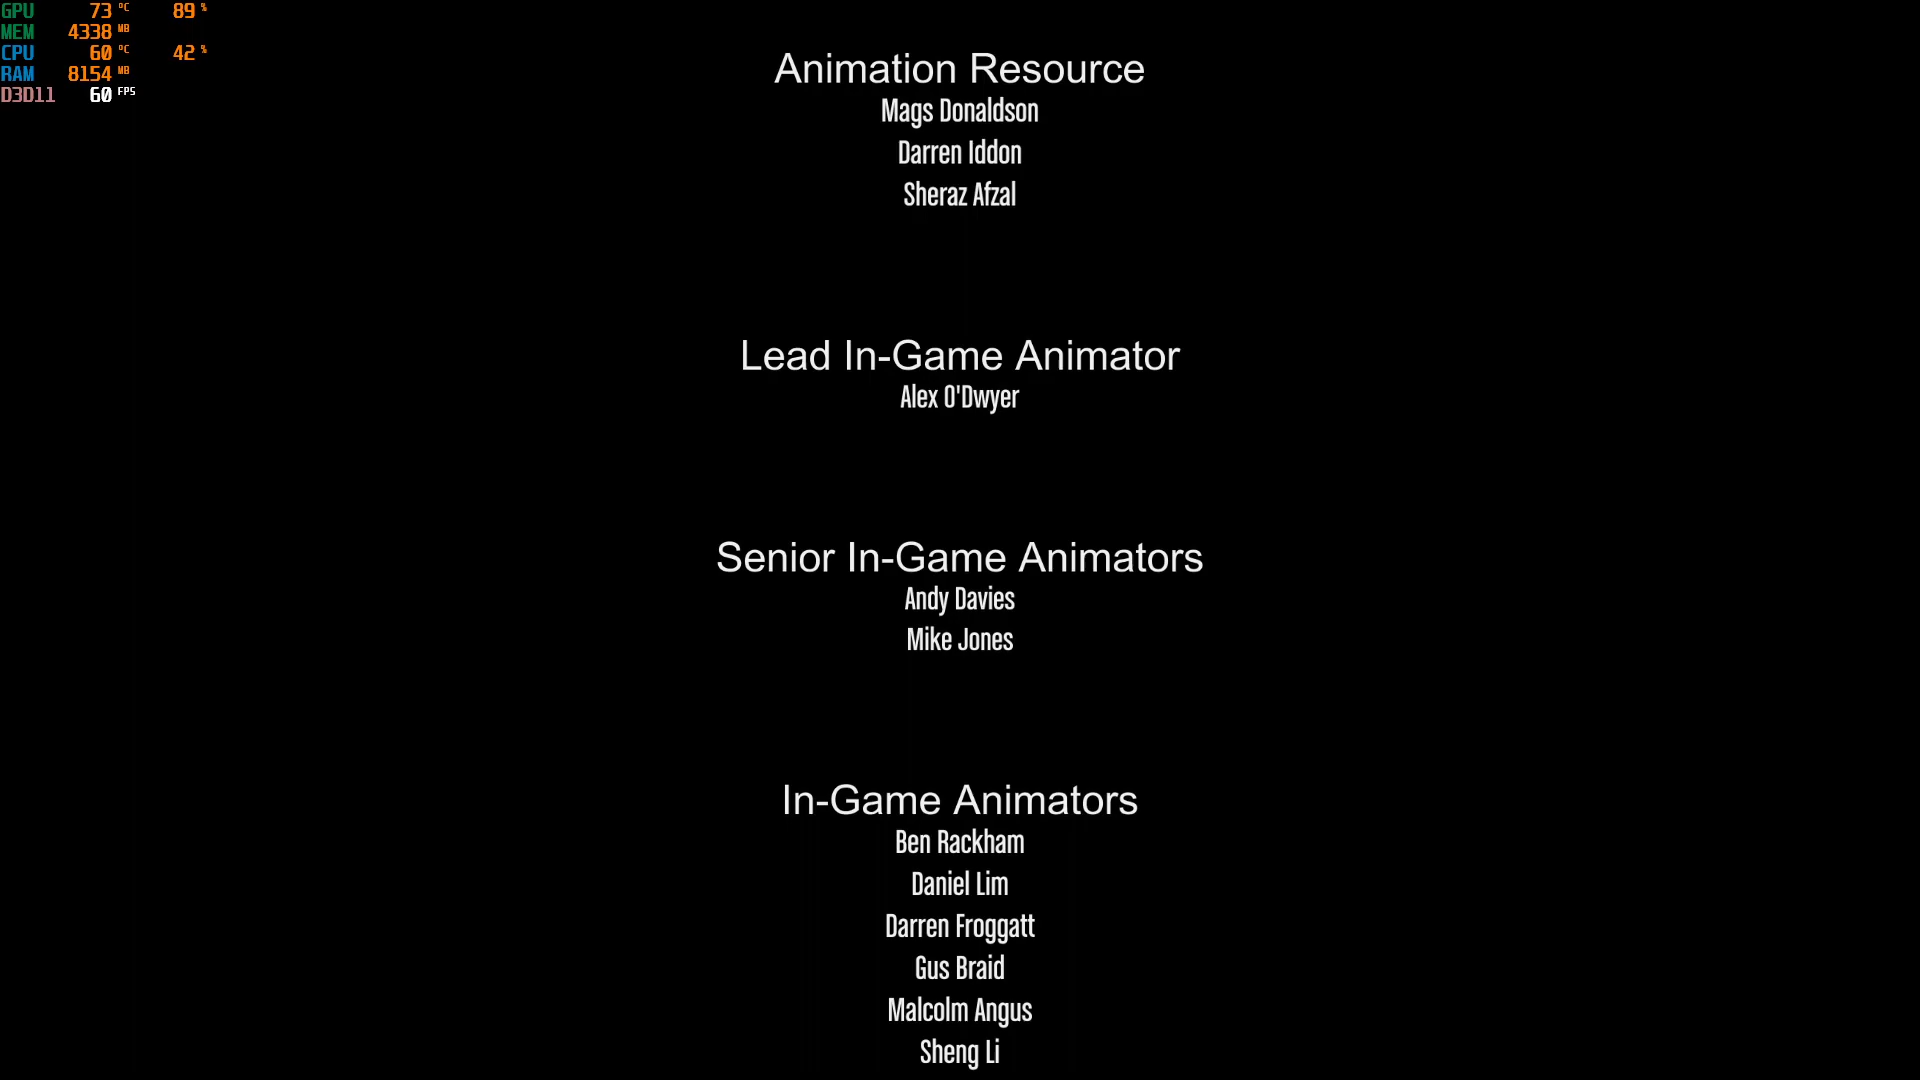 GPU 73 °C 89 %
MEM 4338 MB
CPU 60 °C 42 %
RAM 8154 MB
D3D11 60 FPS
Animation Resource
Mags Donaldson
Darren Iddon
Sheraz Afzal
Lead In-Game Animator
Alex O'Dwyer
Senior In-Game Animators
Andy Davies
Mike Jones
In-Game Animators
Ben Rackham
Daniel Lim
Darren Froggatt
Gus Braid
Malcolm Angus
Sheng Li